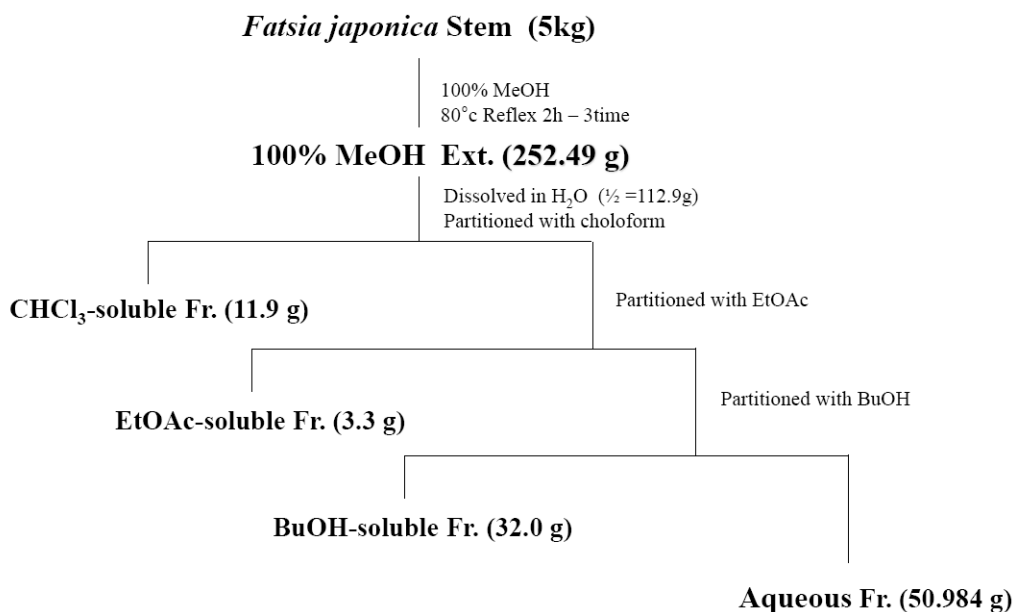 Fatsia japonica Stem (5kg)
100% MeOH
80°c Reflex 2h – 3time
100% MeOH Ext. (252.49 g)
Dissolved in H₂O (½ =112.9g)
Partitioned with choloform
Partitioned with EtOAc
CHCl₃-soluble Fr. (11.9 g)
Partitioned with BuOH
EtOAc-soluble Fr. (3.3 g)
BuOH-soluble Fr. (32.0 g)
Aqueous Fr. (50.984 g)